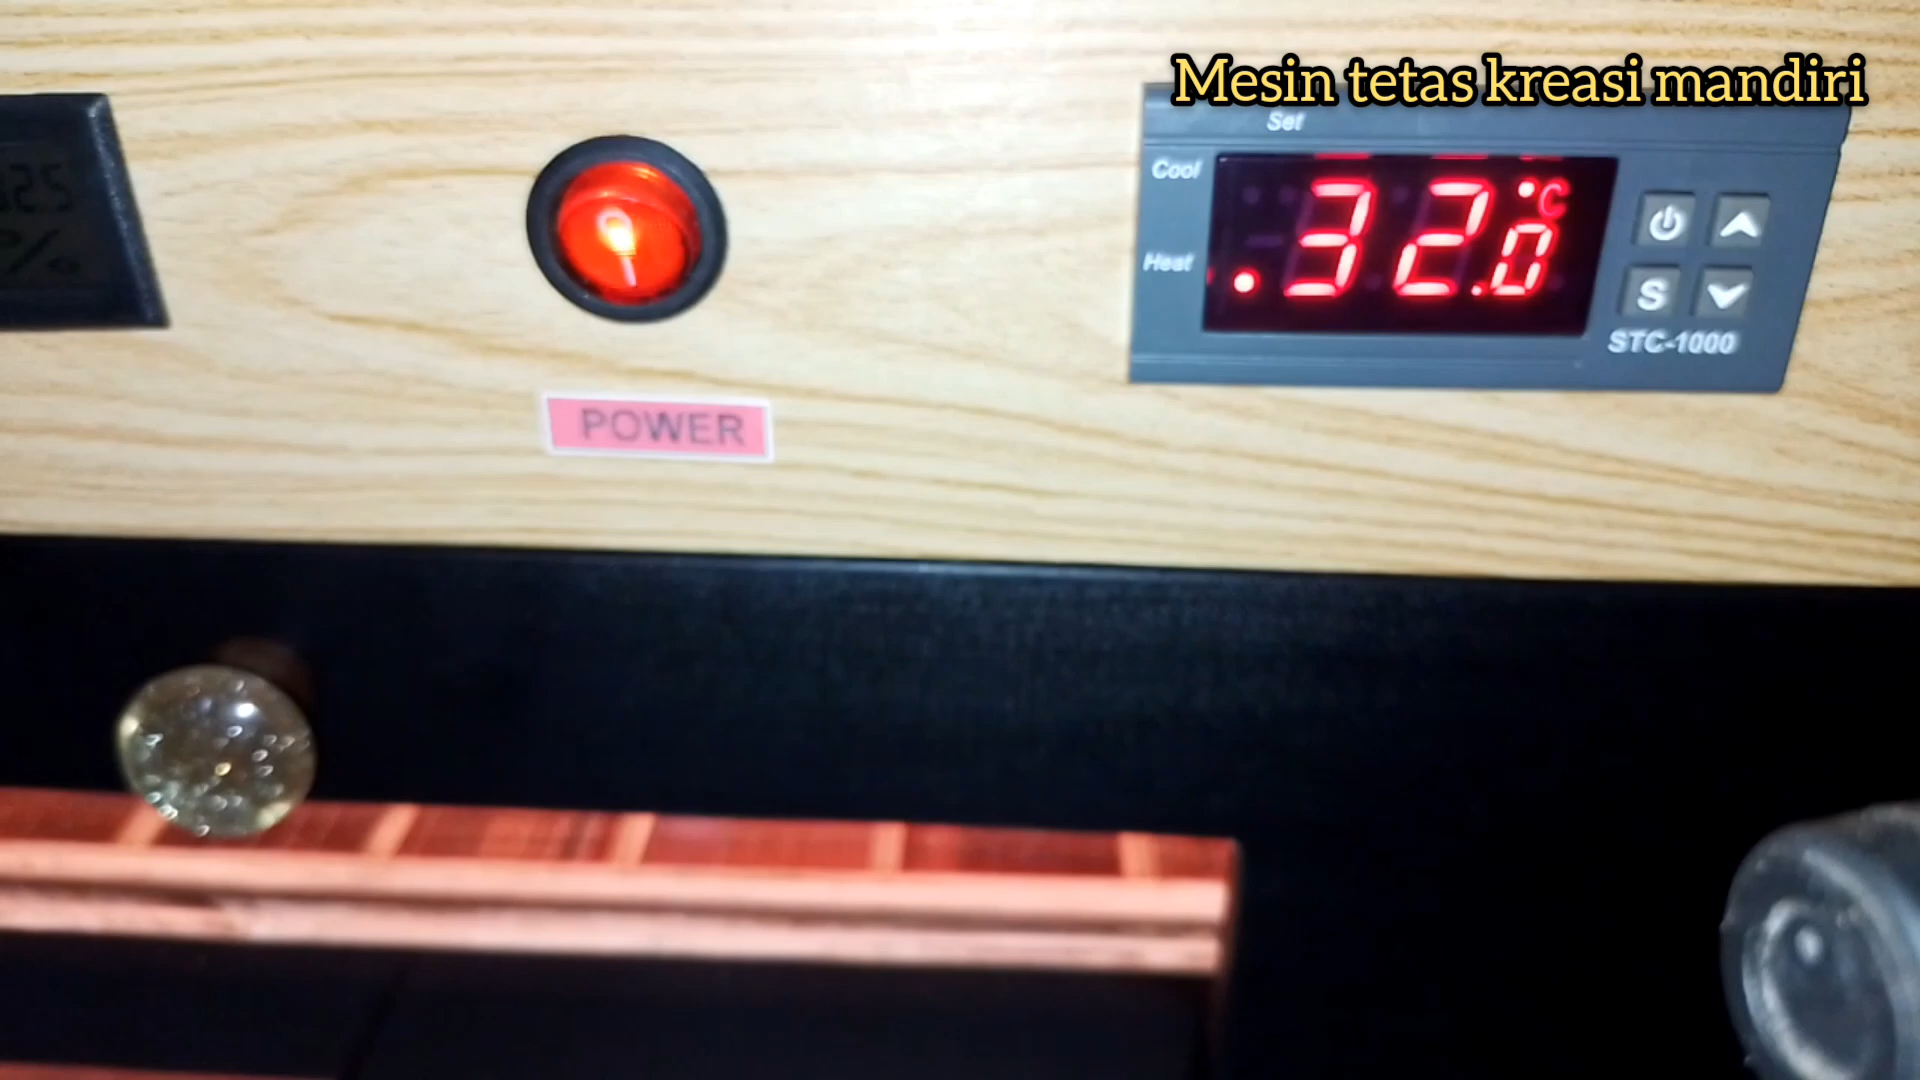 Mesin tetas kreasi mandiri
Set
Cool
32.0 °C
Heat
S
STC-1000
POWER
%